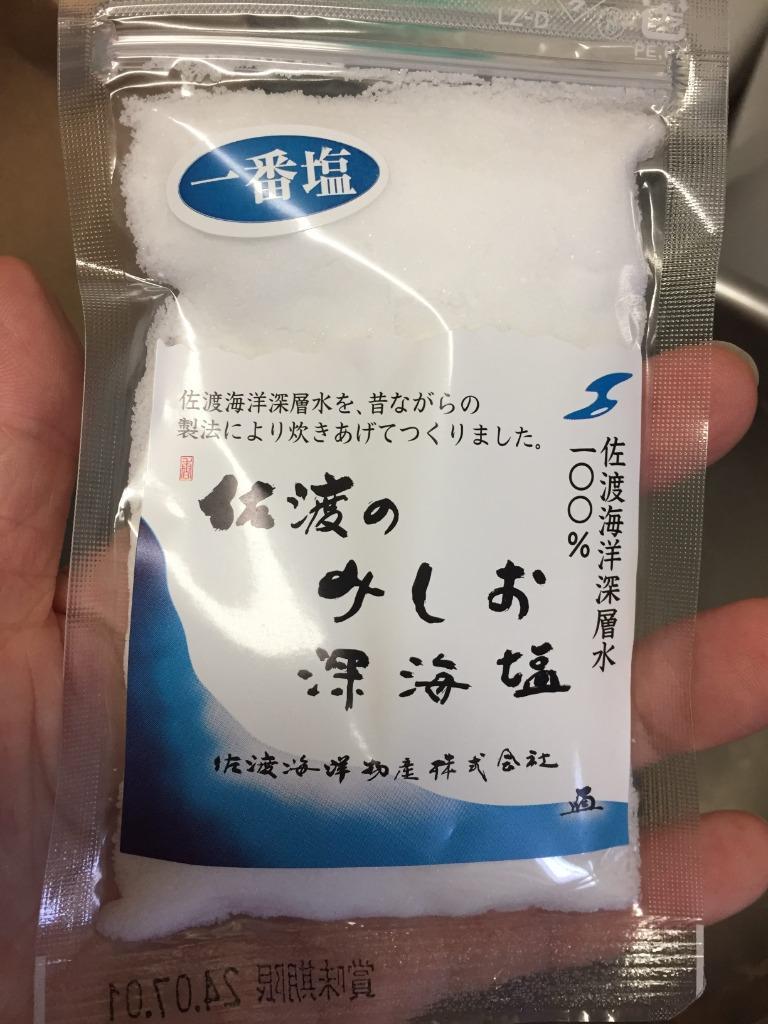 LZ-D
一番塩
佐渡海洋深層水を、昔ながらの
製法により炊きあげてつくりました。
佐渡海洋深層水
一〇〇%
佐渡の
みしお
深海塩
佐渡海洋物産株式会社
賞味期限 24.07.01